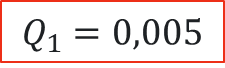 Q₁ = 0,005